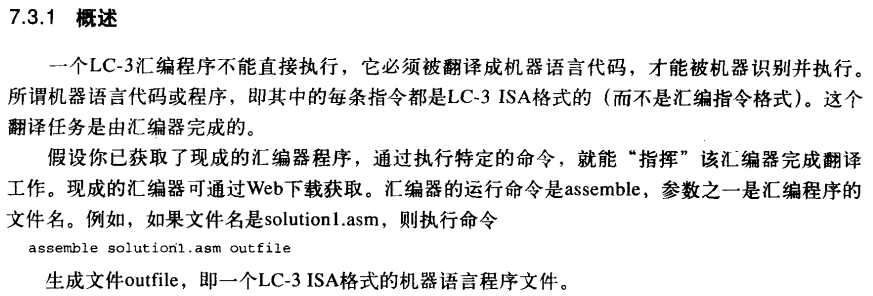 7.3.1 概述
一个LC-3汇编程序不能直接执行，它必须被翻译成机器语言代码，才能被机器识别并执行。
所谓机器语言代码或程序，即其中的每条指令都是LC-3 ISA格式的（而不是汇编指令格式）。这个
翻译任务是由汇编器完成的。
假设你已获取了现成的汇编器程序，通过执行特定的命令，就能“指挥”该汇编器完成翻译
工作。现成的汇编器可通过Web下载获取。汇编器的运行命令是assemble，参数之一是汇编程序的
文件名。例如，如果文件名是solution1.asm，则执行命令
assemble solution1.asm outfile
生成文件outfile，即一个LC-3 ISA格式的机器语言程序文件。